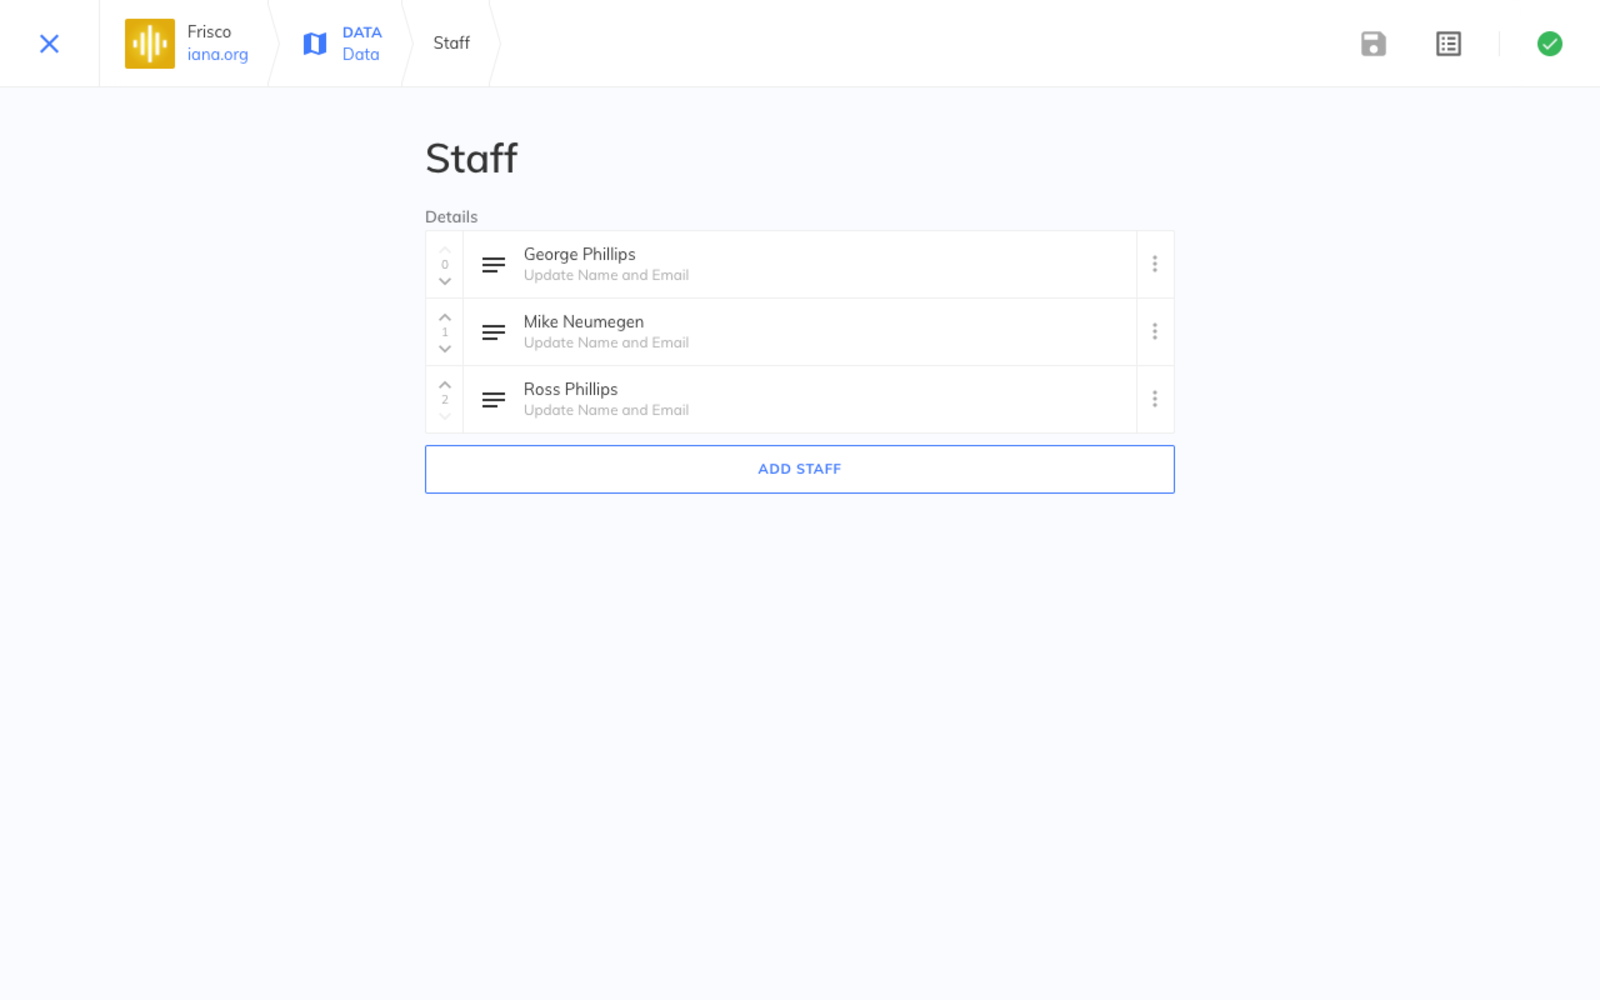 Frisco
iana.org
DATA
Data
Staff
Staff
Details
0
George Phillips
Update Name and Email
1
Mike Neumegen
Update Name and Email
2
Ross Phillips
Update Name and Email
ADD STAFF